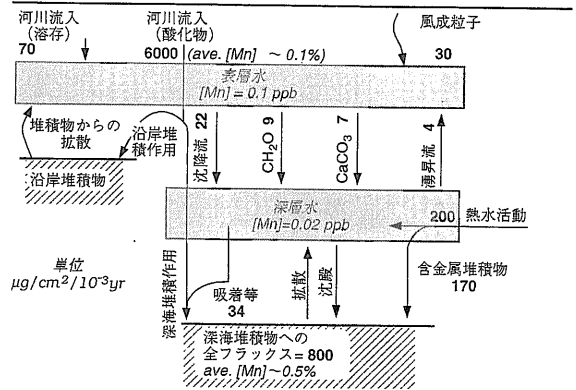 河川流入
(溶存)
70
河川流入
(酸化物)
6000 (ave. [Mn] ~ 0.1%)
風成粒子
30
表層水
[Mn] = 0.1 ppb
堆積物からの
拡散
沿岸堆
積作用
沈降流 22
CH₂O 9
CaCO₃ 7
湧昇流 4
沿岸堆積物
深層水
[Mn]=0.02 ppb
200 熱水活動
単位
μg/cm²/10⁻³yr
深海堆積作用
吸着等
34
拡散
沈殿
含金属堆積物
170
深海堆積物への
全フラックス=800
ave. [Mn]~0.5%